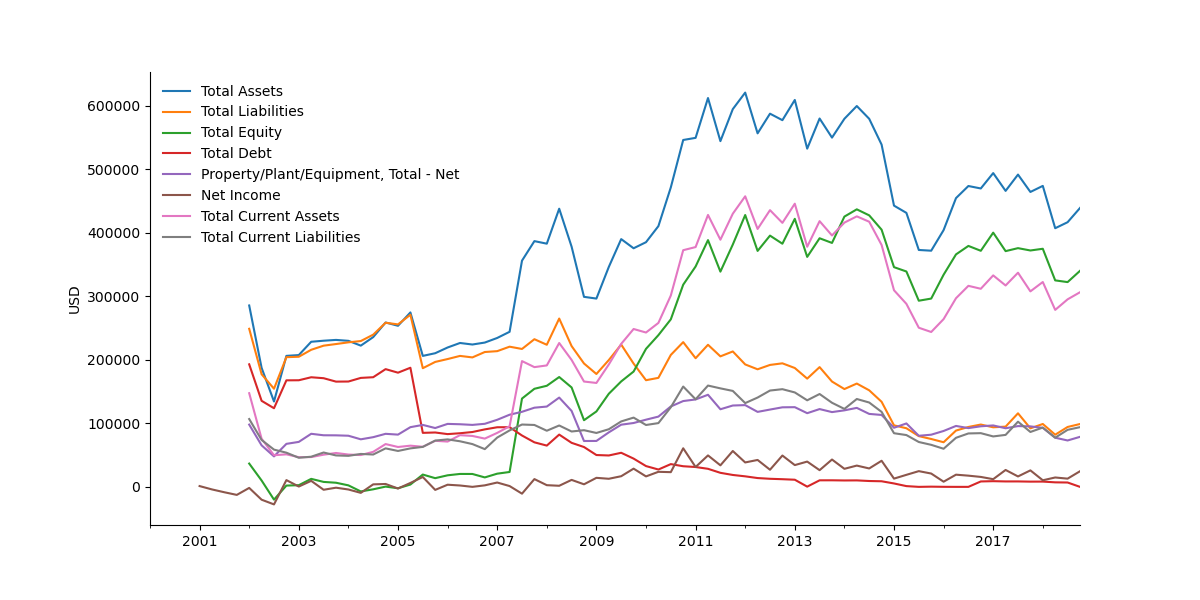 Total Assets
Total Liabilities
Total Equity
Total Debt
Property/Plant/Equipment, Total - Net
Net Income
Total Current Assets
Total Current Liabilities
USD
600000
500000
400000
300000
200000
100000
0
2001 2003 2005 2007 2009 2011 2013 2015 2017